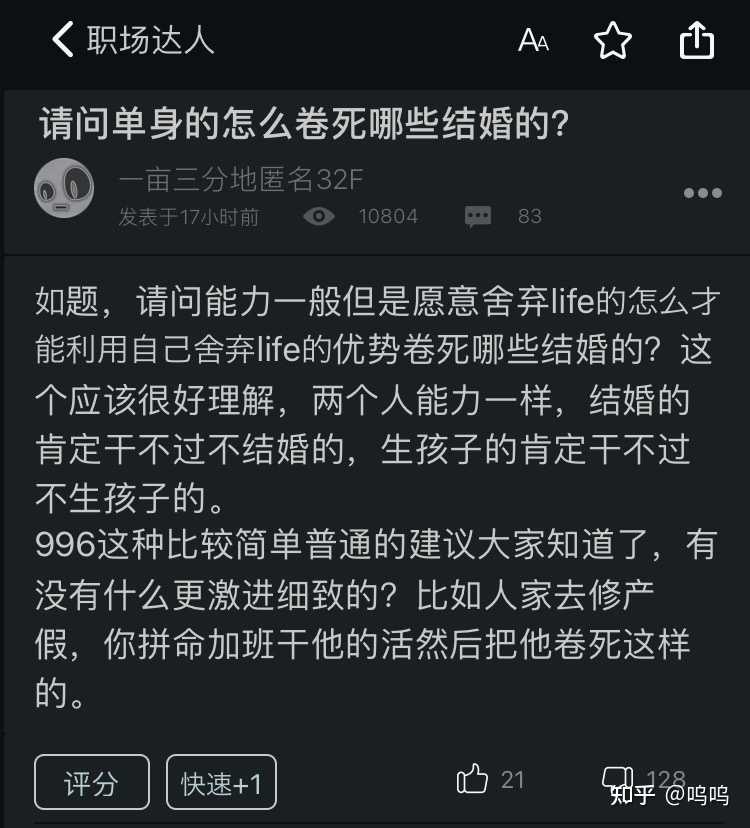 职场达人
AA
请问单身的怎么卷死哪些结婚的?
一亩三分地匿名32F
发表于17小时前 10804 83
如题，请问能力一般但是愿意舍弃life的怎么才
能利用自己舍弃life的优势卷死哪些结婚的？这
个应该很好理解，两个人能力一样，结婚的
肯定干不过不结婚的，生孩子的肯定干不过
不生孩子的。
996这种比较简单普通的建议大家知道了，有
没有什么更激进细致的？比如人家去修产
假，你拼命加班干他的活然后把他卷死这样
的。
评分 快速+1 21 128
知乎 @呜呜